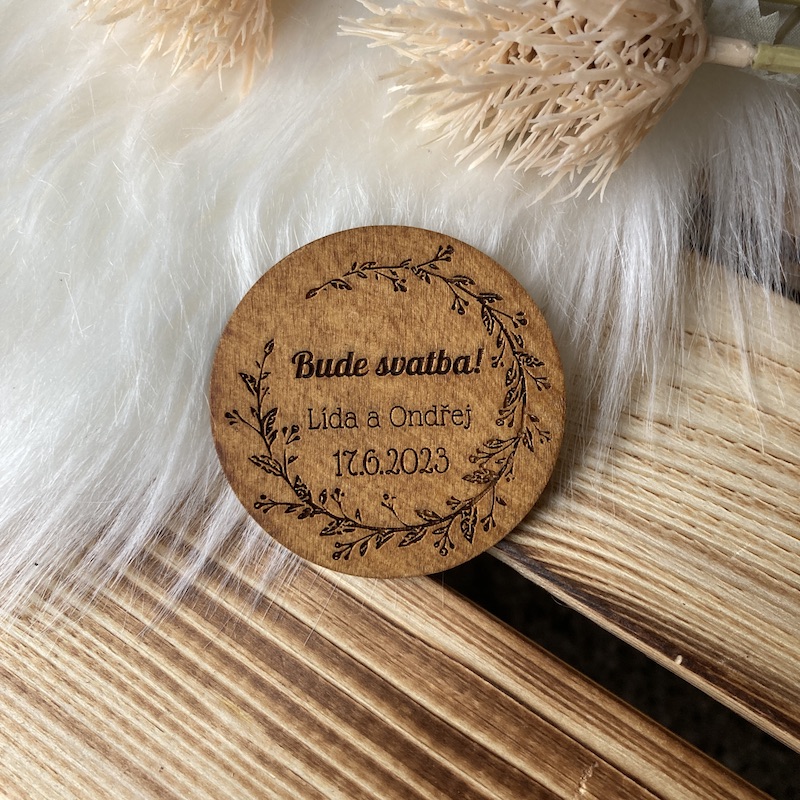 Bude svatba!
Lída a Ondřej
17.6.2023